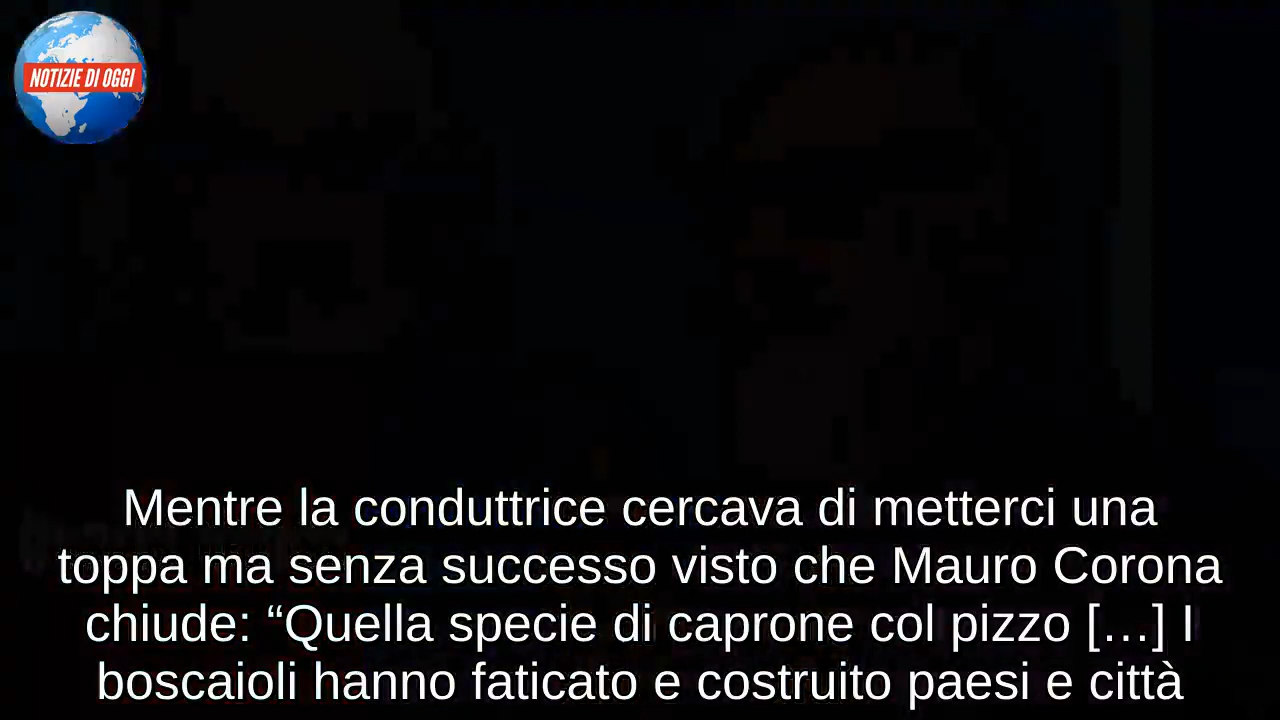 NOTIZIE DI OGGI
Mentre la conduttrice cercava di metterci una
toppa ma senza successo visto che Mauro Corona
chiude: “Quella specie di caprone col pizzo […] I
boscaioli hanno faticato e costruito paesi e città